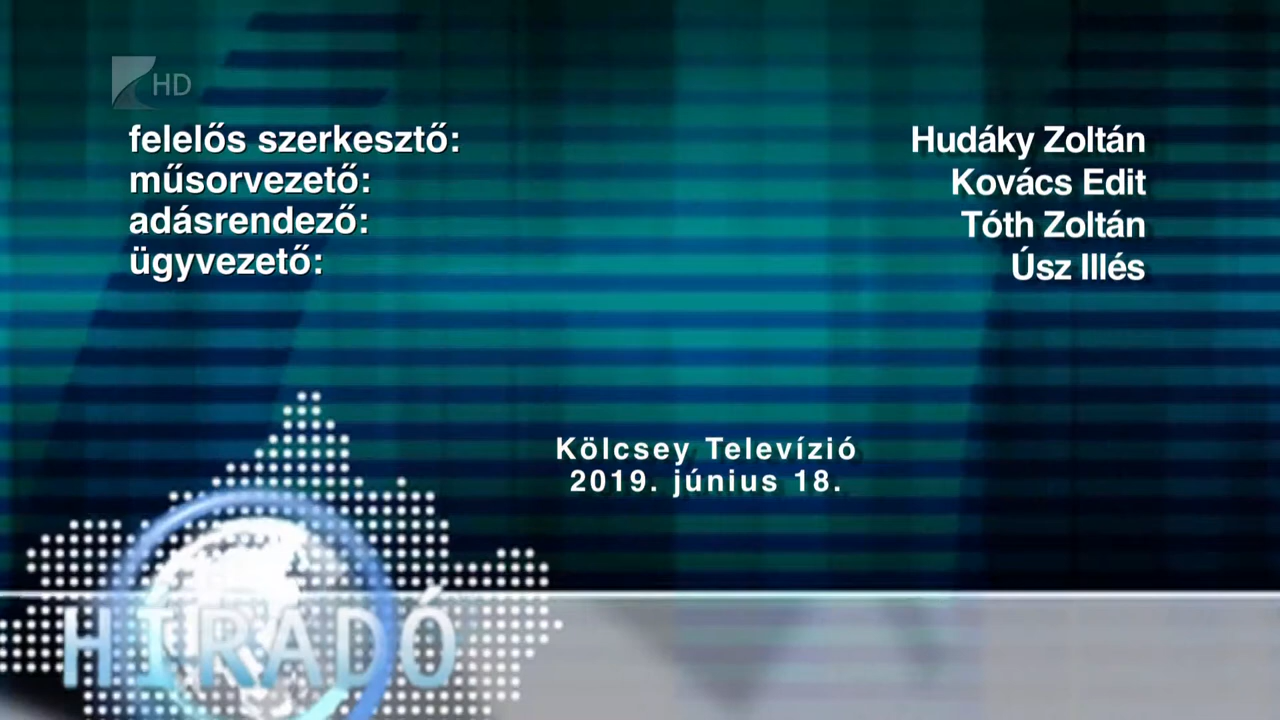 HD
felelős szerkesztő: Hudáky Zoltán
műsorvezető: Kovács Edit
adásrendező: Tóth Zoltán
ügyvezető: Úsz Illés
Kölcsey Televízió
2019. június 18.
HÍRADÓ